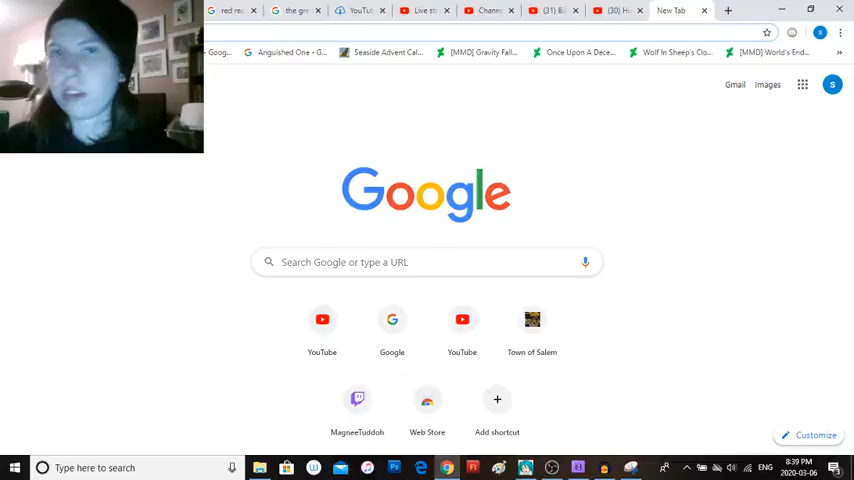 red rec
the gre
YouTu
Live st
Chann
(31) Bil
(30) Hi
New Tab
Goog...
Anguished One - G...
Seaside Advent Cal...
[MMD] Gravity Fall...
Once Upon A Dece...
Wolf In Sheep's Clo...
[MMD] World's End...
Gmail
Images
S
Google
Search Google or type a URL
YouTube
Google
YouTube
Town of Salem
MagneeTuddoh
Web Store
Add shortcut
Customize
Type here to search
ENG
8:39 PM
2020-03-06